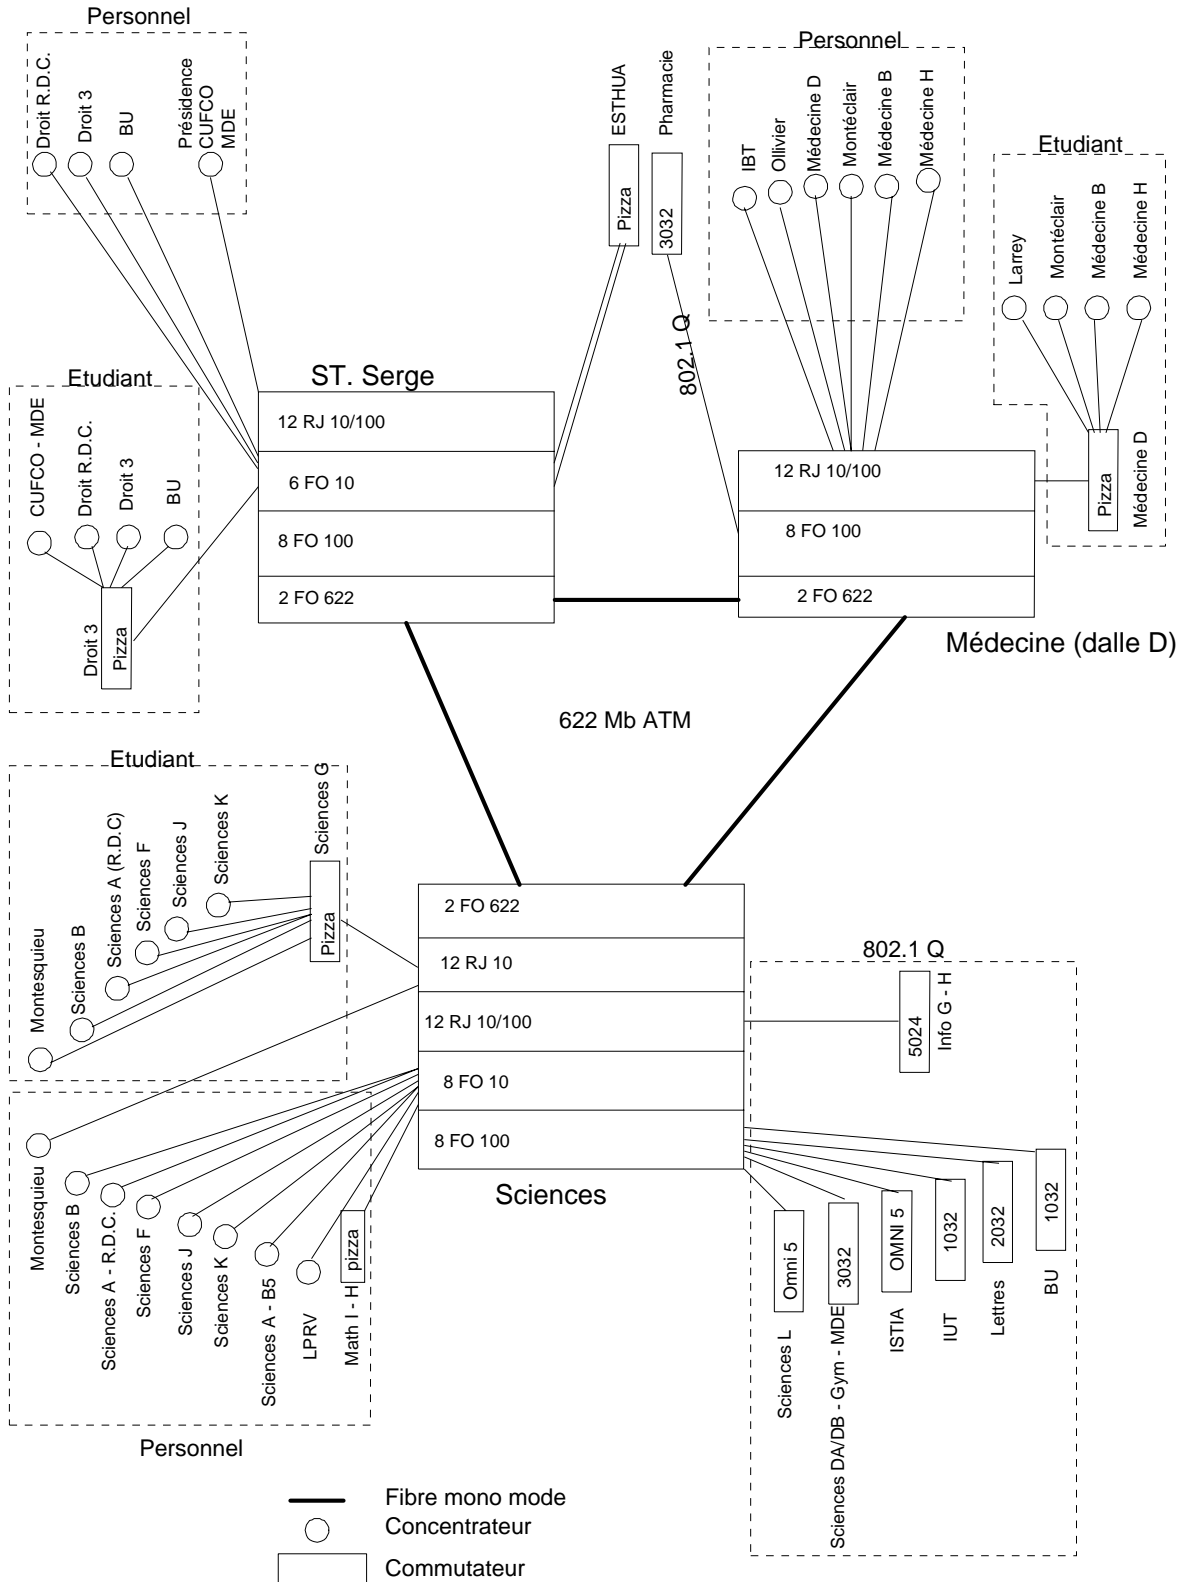 Personnel
Droit R.D.C.
Droit 3
BU
Présidence
CUFCO
MDE
ESTHUA
Pizza
Pharmacie
3032
802.1 Q
Personnel
IBT
Ollivier
Médecine D
Montéclair
Médecine B
Médecine H
Etudiant
Larrey
Montéclair
Médecine B
Médecine H
Pizza
Médecine D
Etudiant
CUFCO - MDE
Droit R.D.C.
Droit 3
BU
Droit 3
Pizza
ST. Serge
12 RJ 10/100
6 FO 10
8 FO 100
2 FO 622
12 RJ 10/100
8 FO 100
2 FO 622
Médecine (dalle D)
622 Mb ATM
Etudiant
Montesquieu
Sciences B
Sciences A (R.D.C)
Sciences F
Sciences J
Sciences K
Sciences G
Pizza
2 FO 622
12 RJ 10
12 RJ 10/100
8 FO 10
8 FO 100
Sciences
802.1 Q
5024
Info G - H
Montesquieu
Sciences B
Sciences A - R.D.C.
Sciences F
Sciences J
Sciences K
Sciences A - B5
LPRV
Math I - H
pizza
Personnel
Omni 5
Sciences L
3032
Sciences DA/DB - Gym - MDE
OMNI 5
ISTIA
1032
IUT
2032
Lettres
1032
BU
Fibre mono mode
Concentrateur
Commutateur